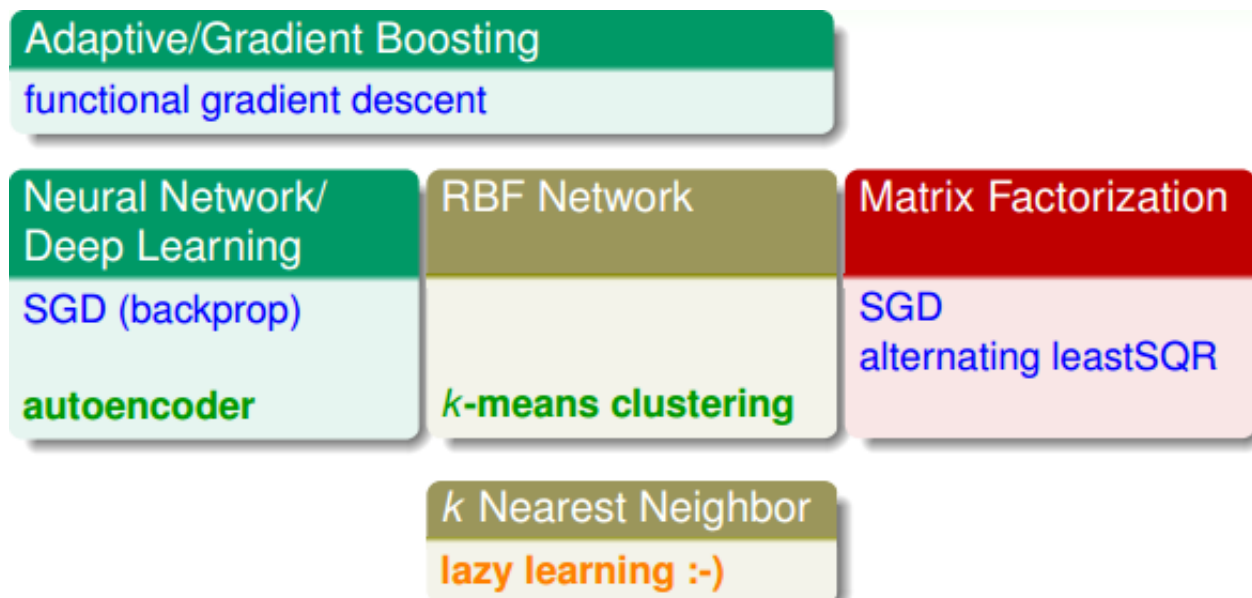 Adaptive/Gradient Boosting
functional gradient descent
Neural Network/
Deep Learning
SGD (backprop)
autoencoder
RBF Network
k-means clustering
Matrix Factorization
SGD
alternating leastSQR
k Nearest Neighbor
lazy learning :-)